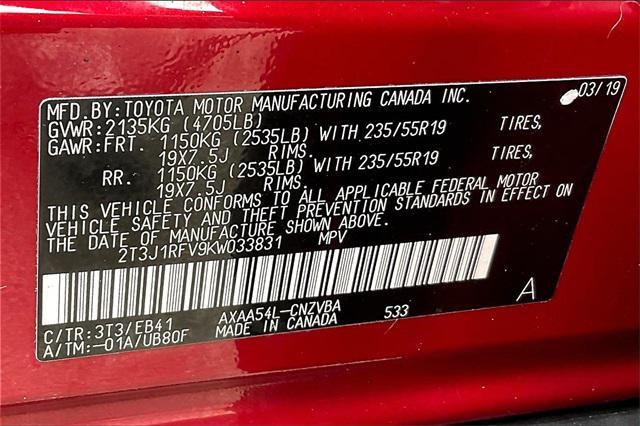 MFD. BY: TOYOTA MOTOR MANUFACTURING CANADA INC. 03/19
GVWR: 2135KG (4705LB)
GAWR: FRT. 1150KG (2535LB) WITH 235/55R19 TIRES,
19X7.5J RIMS.
RR. 1150KG (2535LB) WITH 235/55R19 TIRES,
19X7.5J RIMS.
THIS VEHICLE CONFORMS TO ALL APPLICABLE FEDERAL MOTOR
VEHICLE SAFETY AND THEFT PREVENTION STANDARDS IN EFFECT ON
THE DATE OF MANUFACTURE SHOWN ABOVE.
2T3J1RFV9KW033831 MPV
A
C/TR: 3T3/EB41 AXAA54L-CNZVBA 533
A/TM: -01A/UB80F MADE IN CANADA